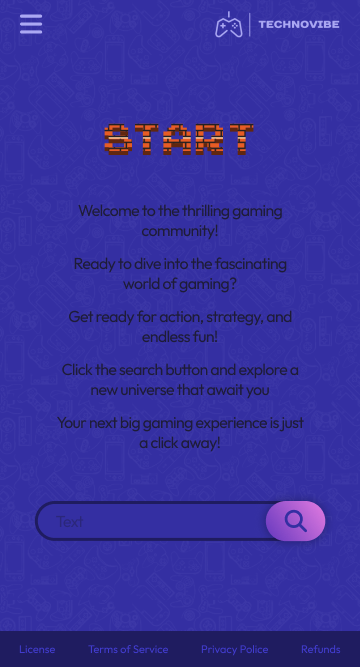 TECHNOVIBE
START
Welcome to the thrilling gaming
community!
Ready to dive into the fascinating
world of gaming?
Get ready for action, strategy, and
endless fun!
Click the search button and explore a
new universe that await you
Your next big gaming experience is just
a click away!
Text
License Terms of Service Privacy Police Refunds